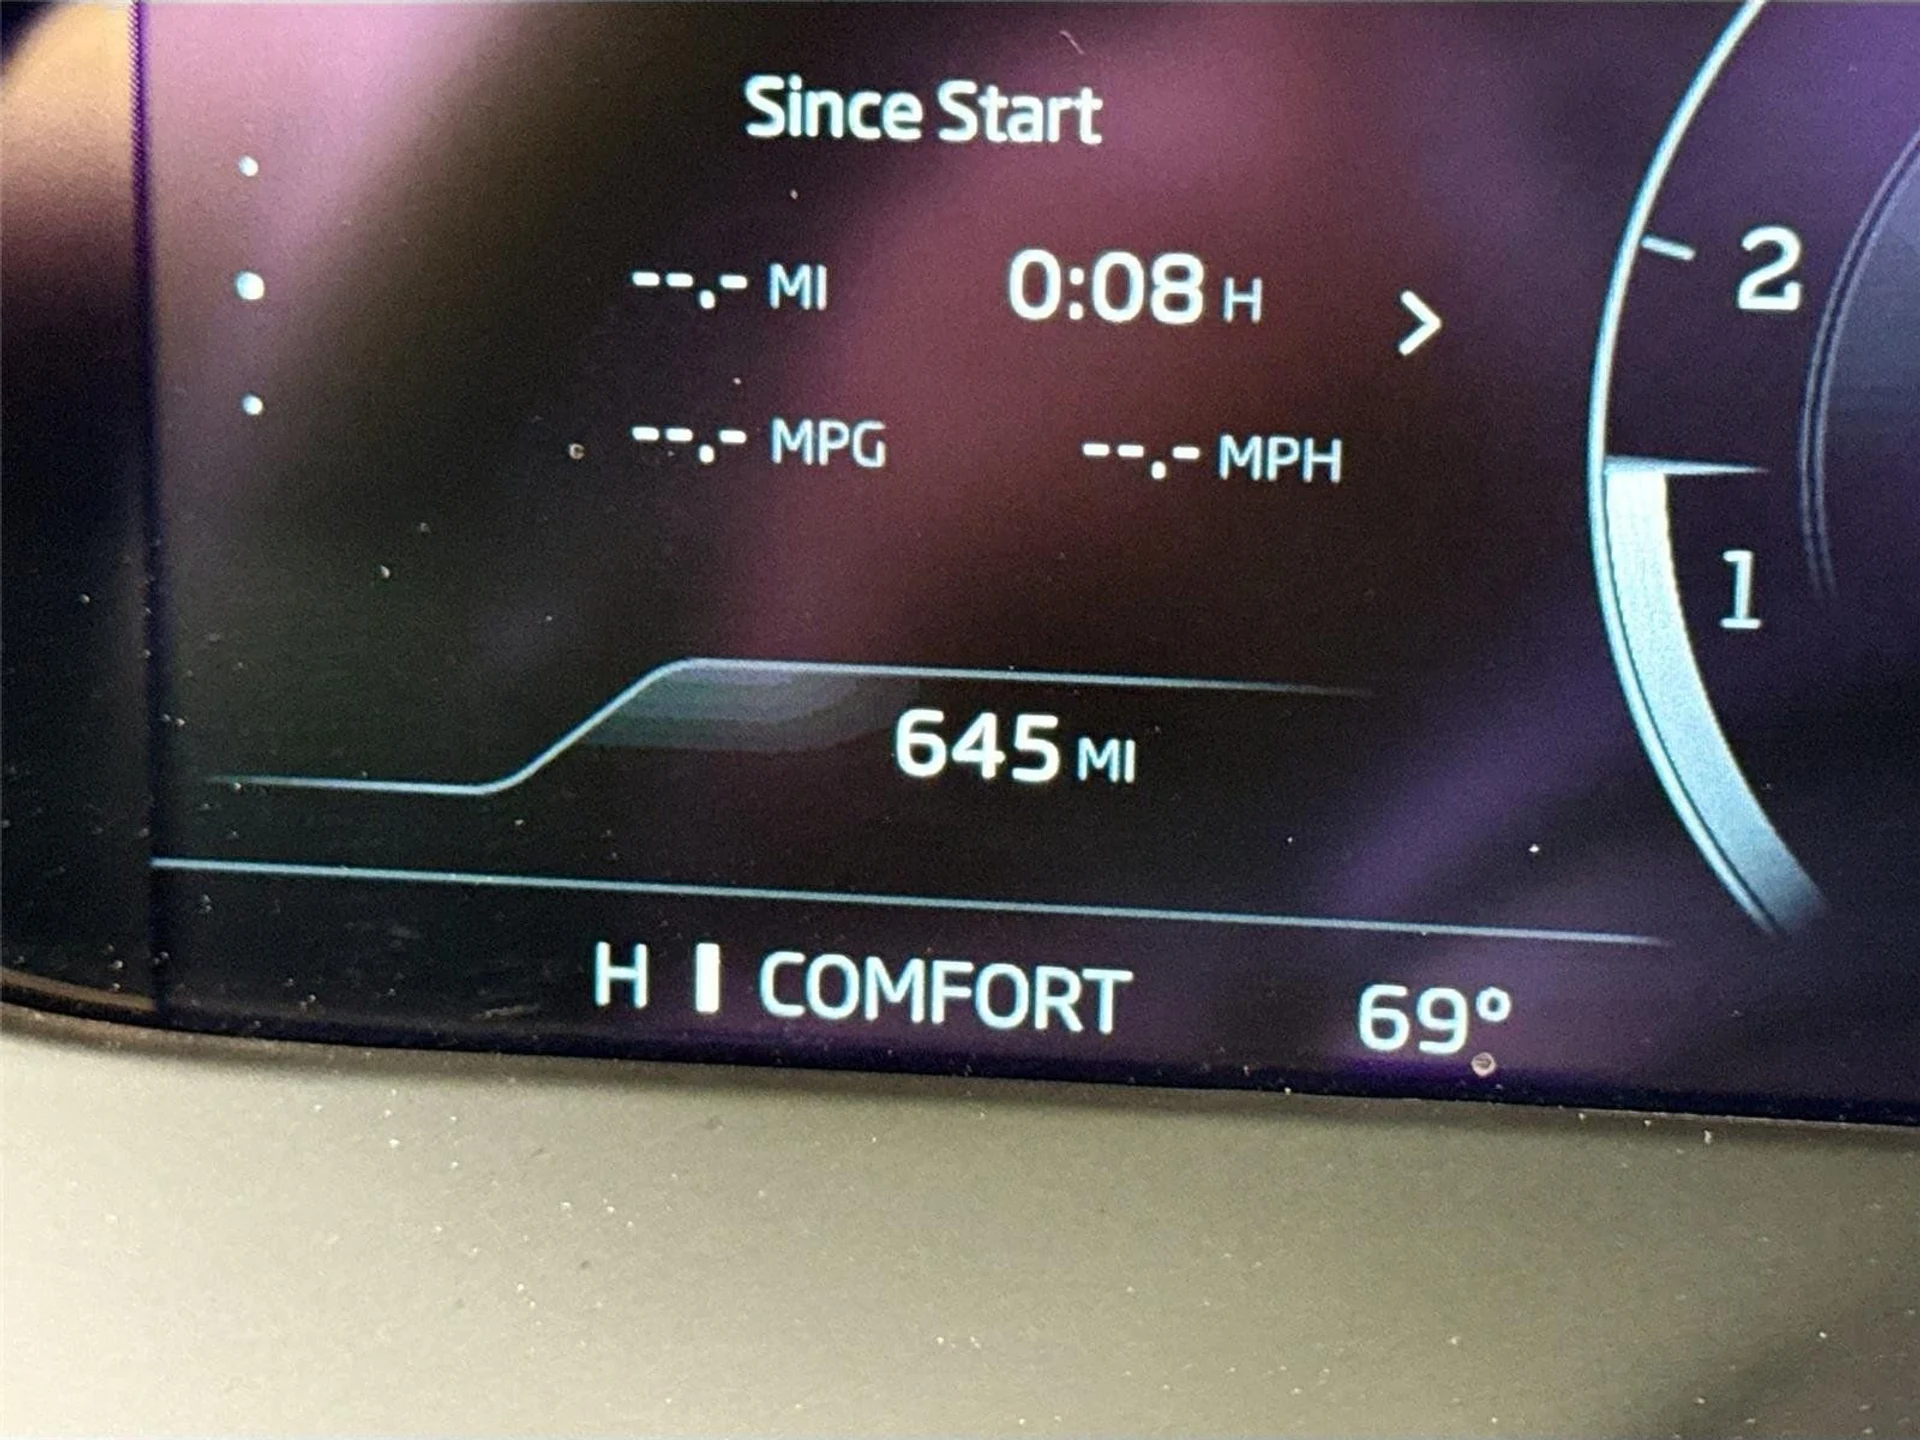 Since Start
--.- MI 0:08 H
--.- MPG --.- MPH
2
1
645 MI
H COMFORT 69°